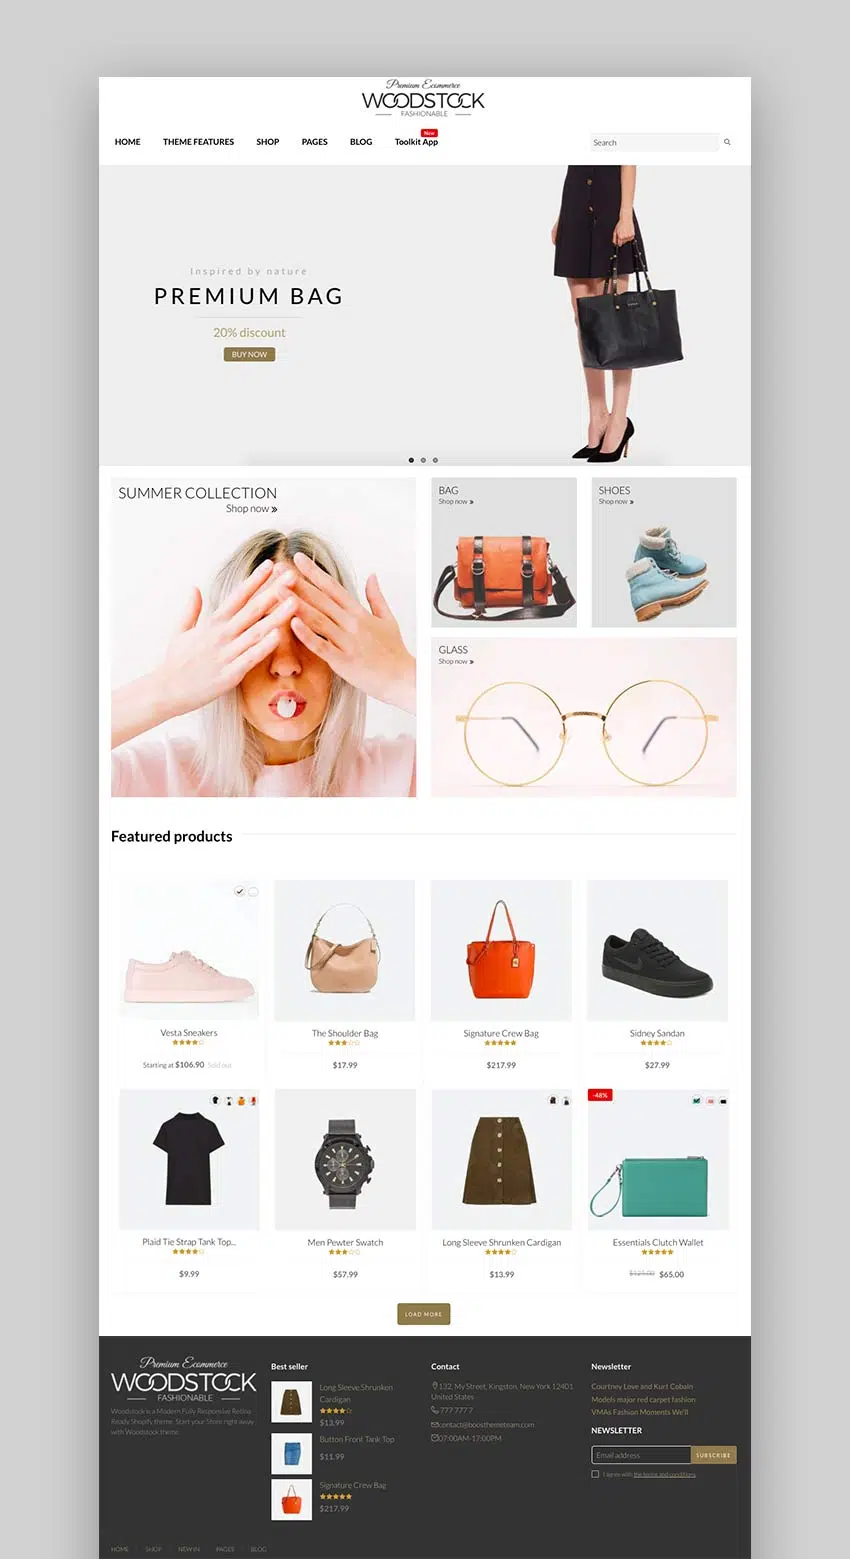 Premium Ecommerce
WOODSTOCK
FASHIONABLE
HOME THEME FEATURES SHOP PAGES BLOG Toolkit App New
Search
Inspired by nature
PREMIUM BAG
20% discount
BUY NOW
SUMMER COLLECTION
Shop now »
BAG
Shop now »
SHOES
Shop now »
GLASS
Shop now »
Featured products
Vesta Sneakers
Starting at $106.90 Sold out
The Shoulder Bag
$17.99
Signature Crew Bag
$217.99
Sidney Sandan
$27.99
Plaid Tie Strap Tank Top...
$9.99
Men Pewter Swatch
$57.99
Long Sleeve Shrunken Cardigan
$13.99
-48%
Essentials Clutch Wallet
$125.00 $65.00
LOAD MORE
Premium Ecommerce
WOODSTOCK
FASHIONABLE
Woodstock is a Modern Fully Responsive Retina
Ready Shopify theme. Start your Store right away
with Woodstock theme.
Best seller
Long Sleeve Shrunken
Cardigan
$13.99
Button Front Tank Top
$11.99
Signature Crew Bag
$217.99
Contact
132, My Street, Kingston, New York 12401
United States
777 777 7
contact@boostthemeteam.com
07:00AM-17:00PM
Newsletter
Courtney Love and Kurt Cobain
Models major red carpet fashion
VMAs Fashion Moments We'll
NEWSLETTER
Email address SUBSCRIBE
I agree with the terms and conditions
HOME SHOP NEW IN PAGES BLOG